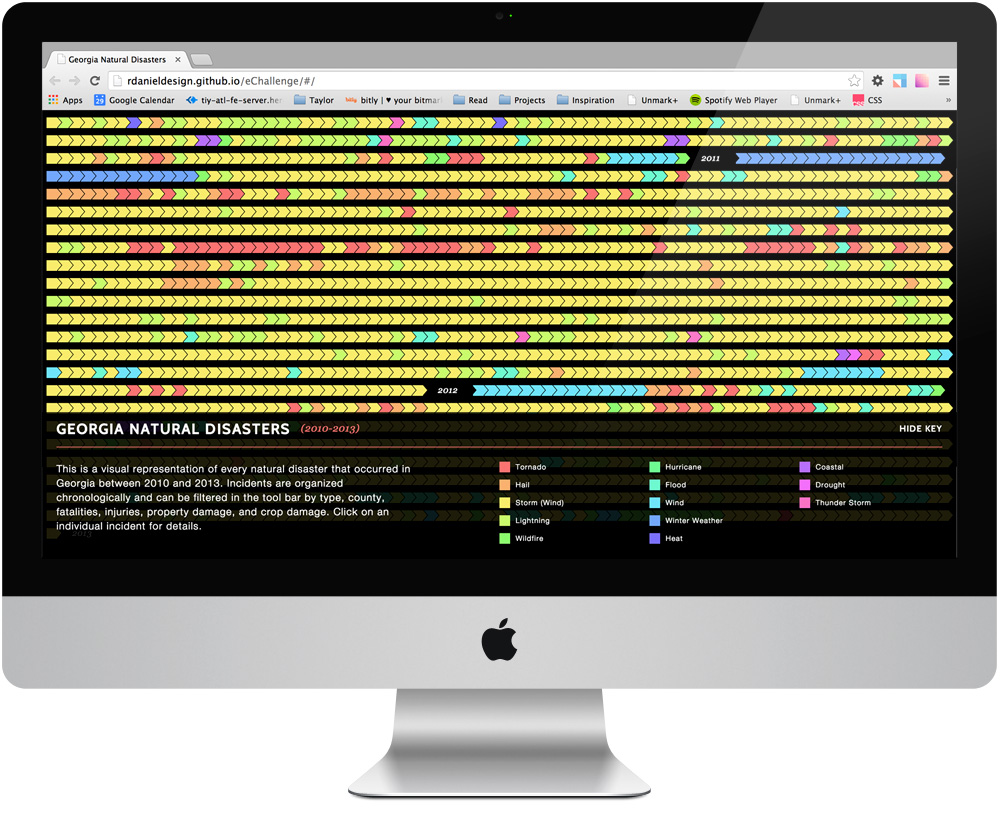 Georgia Natural Disasters
rdanieldesign.github.io/eChallenge/#/
Apps 29 Google Calendar tiy-atl-fe-server.her Taylor bitly bitly | ♥ your bitmar Read Projects Inspiration Unmark+ Spotify Web Player Unmark+ CSS »
2011
2012
GEORGIA NATURAL DISASTERS (2010-2013) HIDE KEY
This is a visual representation of every natural disaster that occurred in
Georgia between 2010 and 2013. Incidents are organized
chronologically and can be filtered in the tool bar by type, county,
fatalities, injuries, property damage, and crop damage. Click on an
individual incident for details.
2013
Tornado
Hail
Storm (Wind)
Lightning
Wildfire
Hurricane
Flood
Wind
Winter Weather
Heat
Coastal
Drought
Thunder Storm